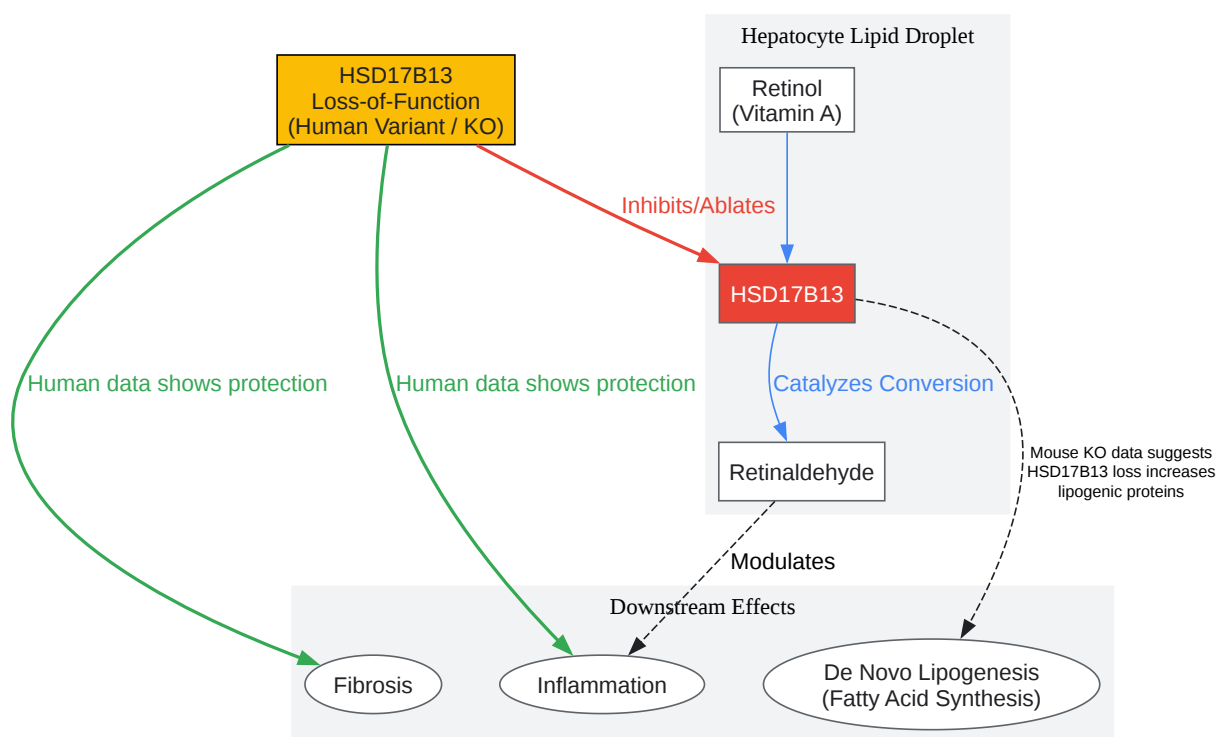 Hepatocyte Lipid Droplet
HSD17B13
Loss-of-Function
(Human Variant / KO)
Retinol
(Vitamin A)
Inhibits/Ablates
HSD17B13
Human data shows protection
Human data shows protection
Catalyzes Conversion
Mouse KO data suggests
HSD17B13 loss increases
lipogenic proteins
Retinaldehyde
Modulates
Downstream Effects
Fibrosis
Inflammation
De Novo Lipogenesis
(Fatty Acid Synthesis)